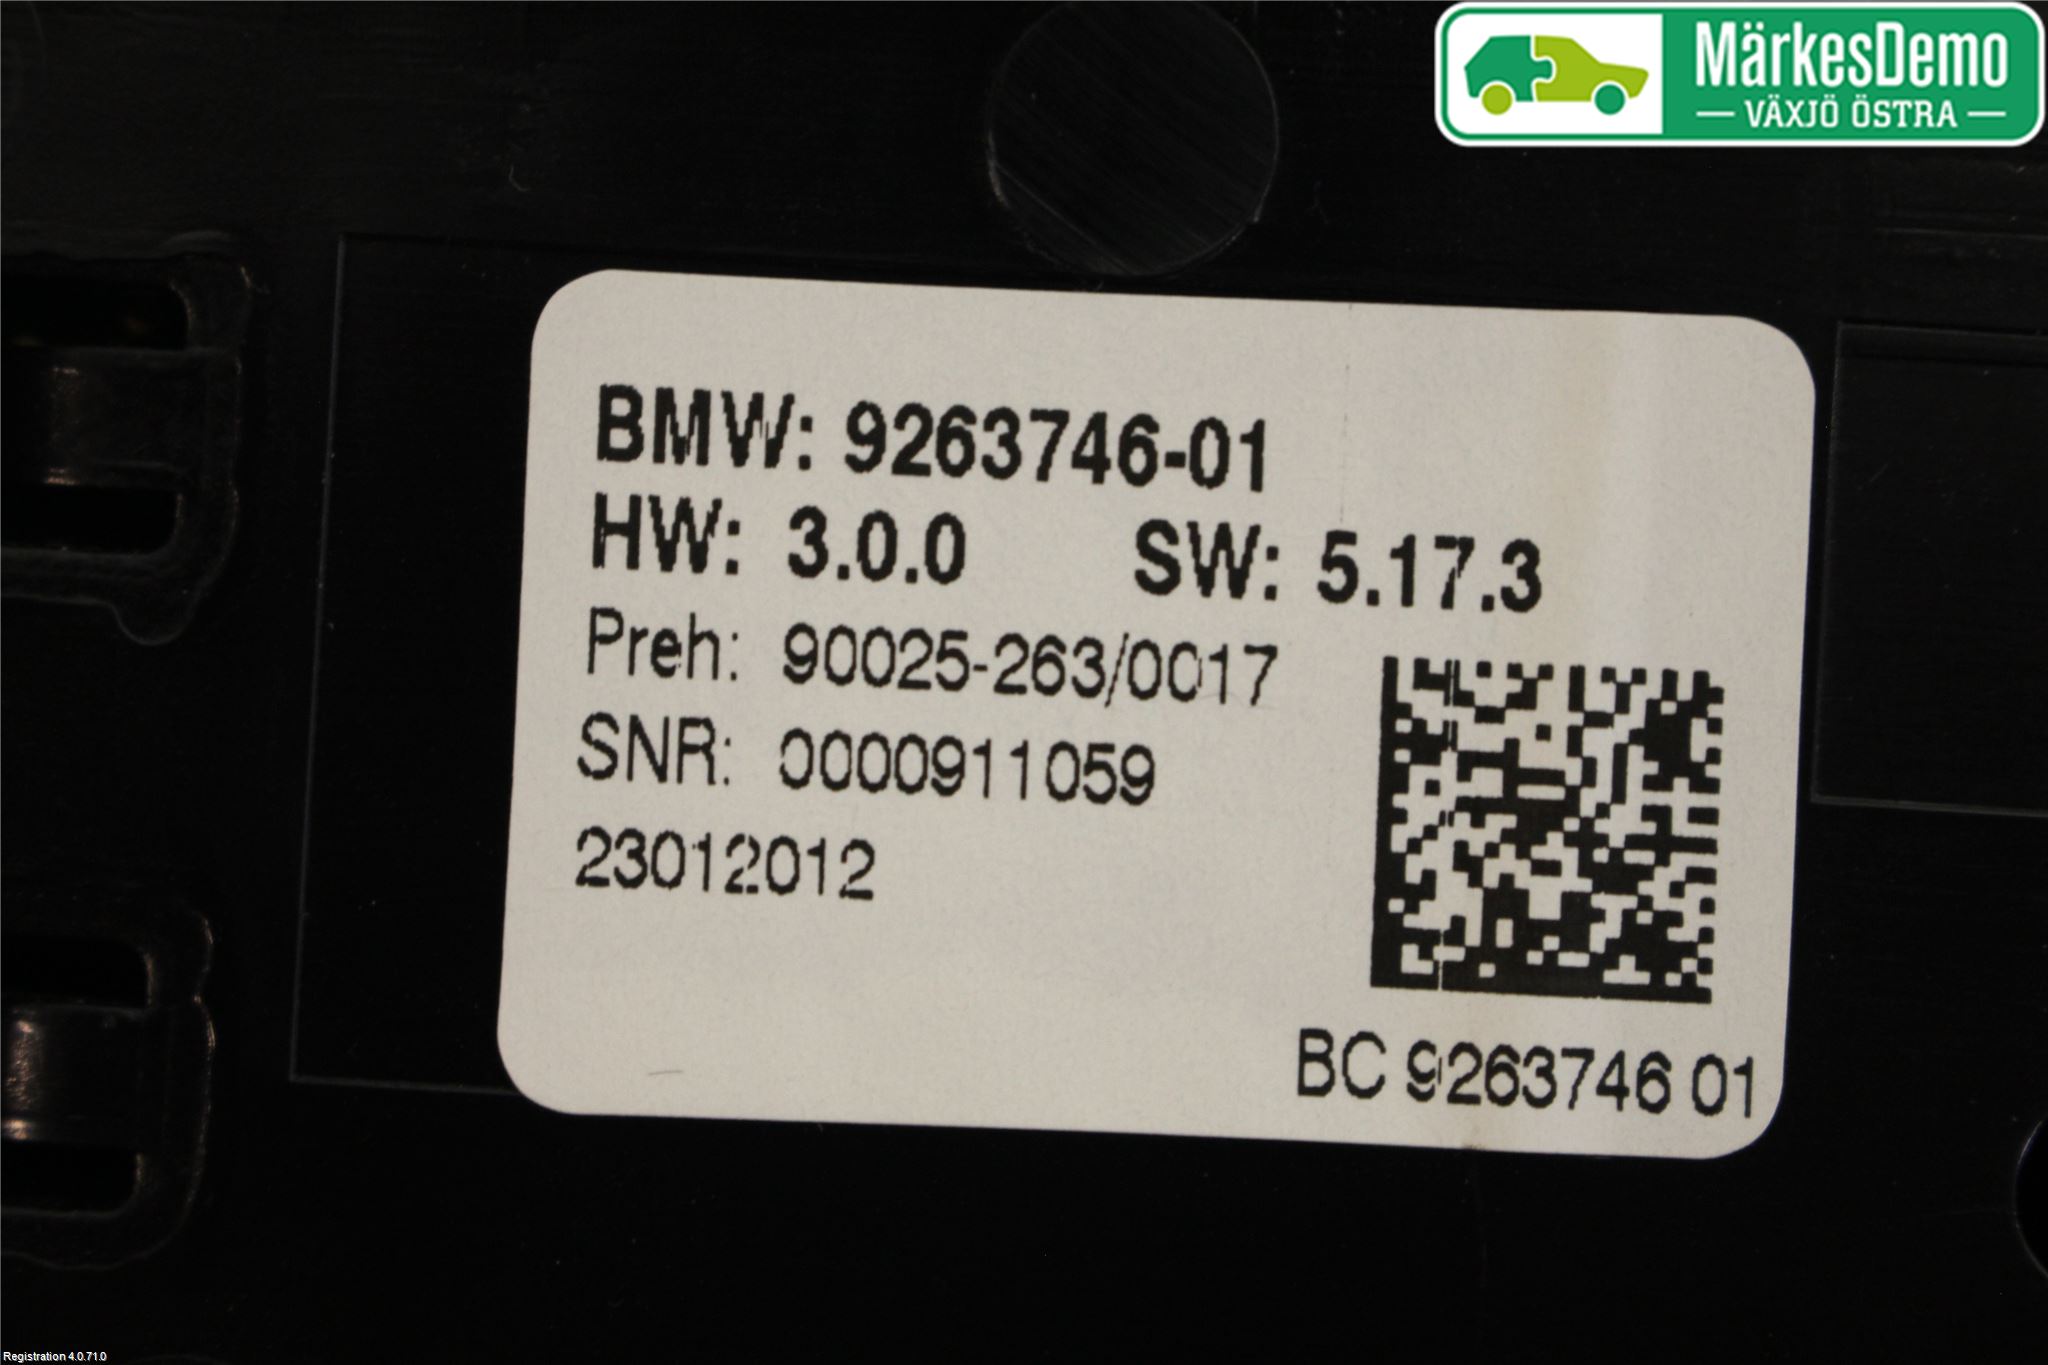 MärkesDemo
VÄXJÖ ÖSTRA
BMW: 9263746-01
HW: 3.0.0 SW: 5.17.3
Preh: 90025-263/0017
SNR: 0000911059
23012012
BC 9263746 01
Registration 4.0.71.0